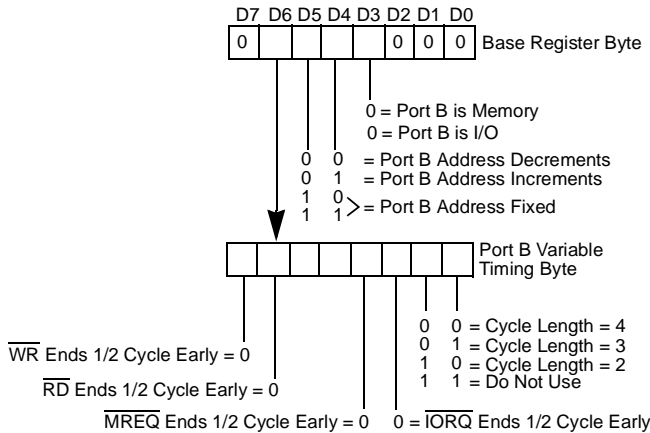 D7 D6 D5 D4 D3 D2 D1 D0
0 0 0 0 Base Register Byte
0 = Port B is Memory
0 = Port B is I/O
0 0 = Port B Address Decrements
0 1 = Port B Address Increments
1 0
1 1 > = Port B Address Fixed
Port B Variable
Timing Byte
0 0 = Cycle Length = 4
0 1 = Cycle Length = 3
1 0 = Cycle Length = 2
1 1 = Do Not Use
W̅R̅ Ends 1/2 Cycle Early = 0
R̅D̅ Ends 1/2 Cycle Early = 0
M̅R̅E̅Q̅ Ends 1/2 Cycle Early = 0 0 = I̅O̅R̅Q̅ Ends 1/2 Cycle Early